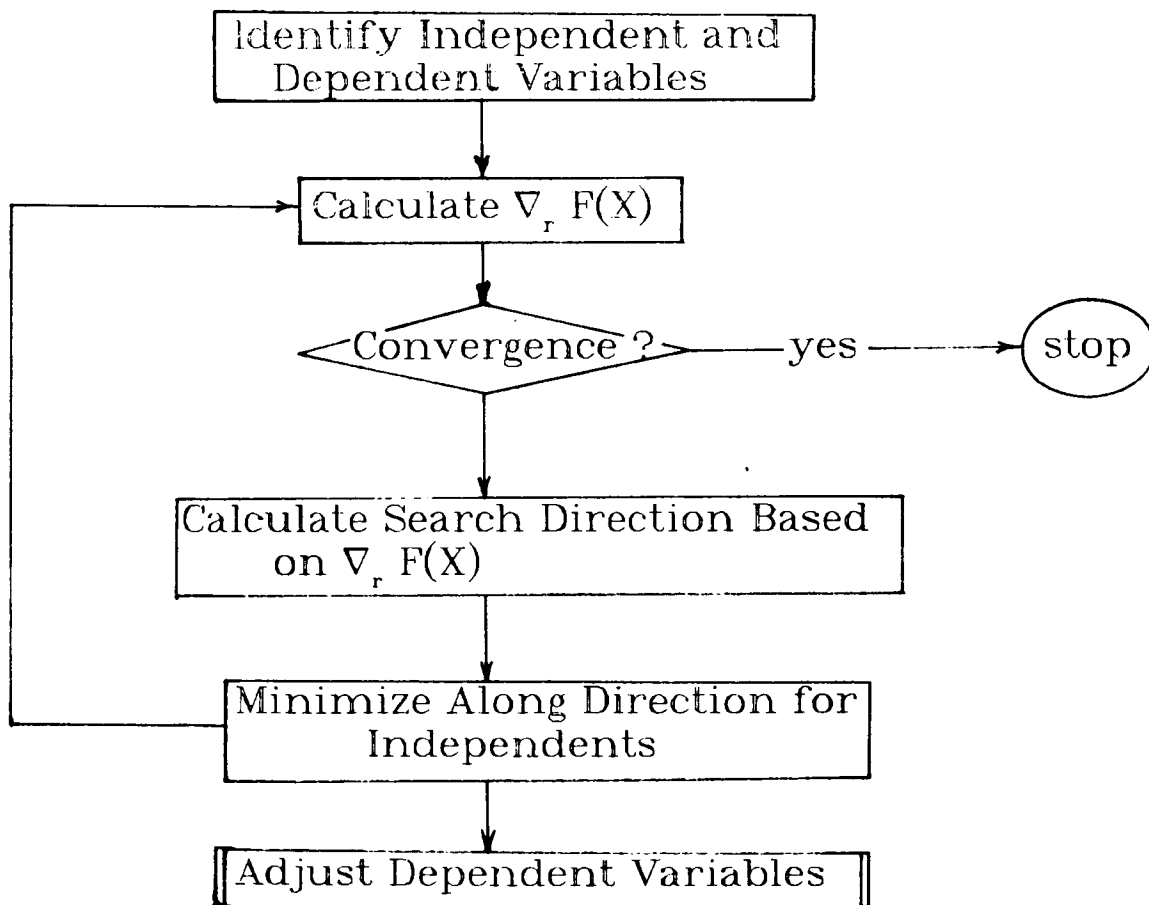 Identify Independent and
Dependent Variables
Calculate ∇r F(X)
Convergence ?
yes
stop
Calculate Search Direction Based
on ∇r F(X)
Minimize Along Direction for
Independents
Adjust Dependent Variables